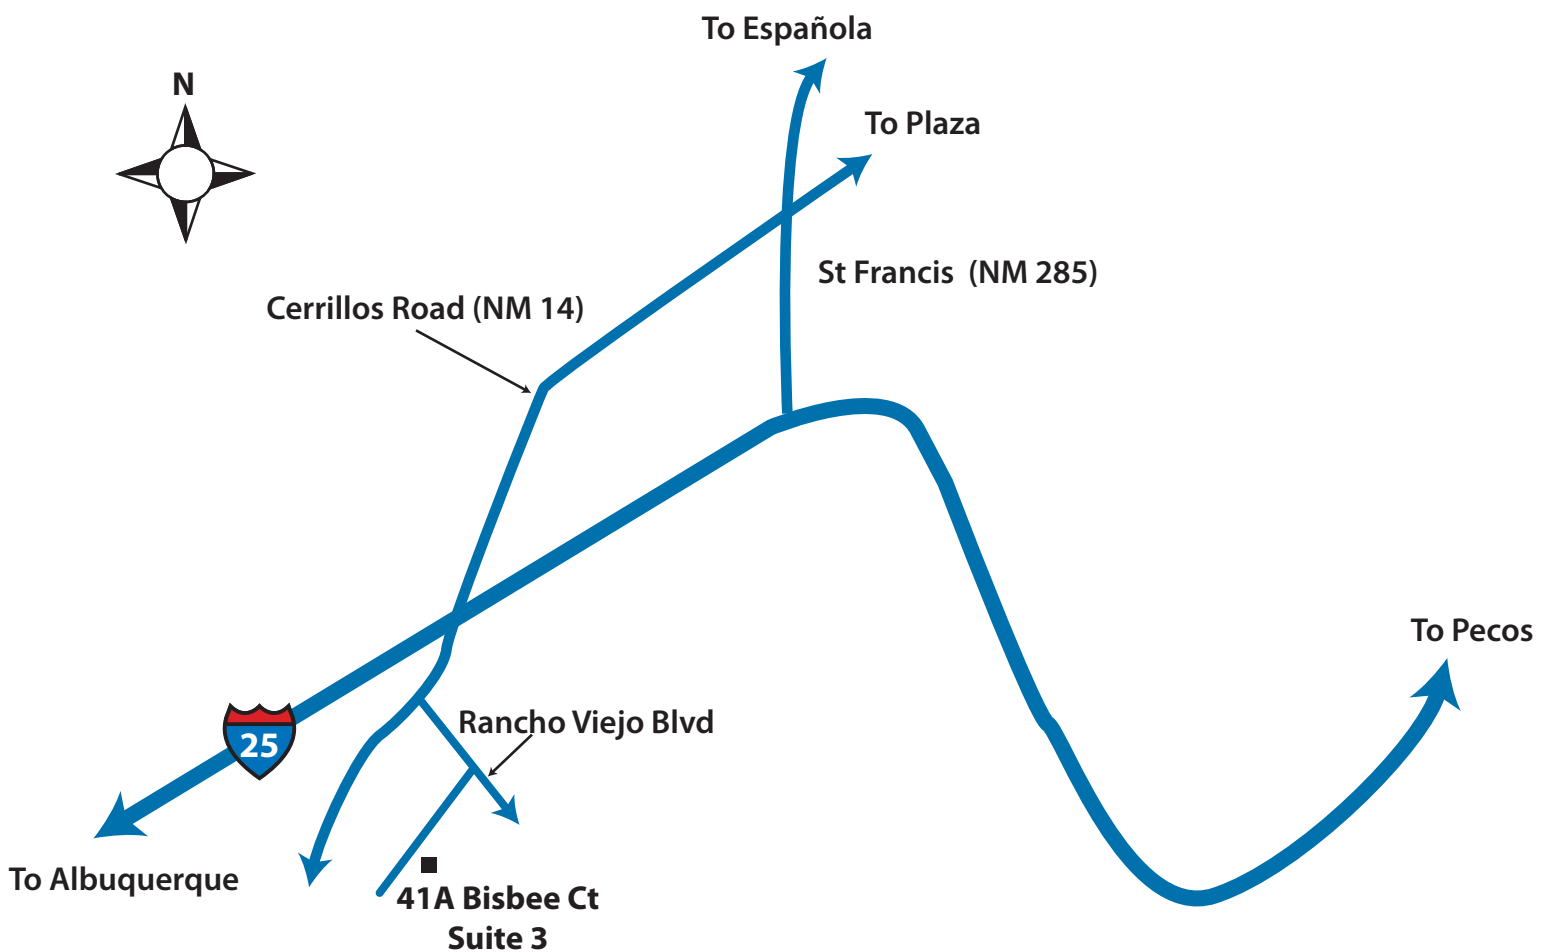 To Española
N
To Plaza
St Francis (NM 285)
Cerrillos Road (NM 14)
To Pecos
Rancho Viejo Blvd
25
To Albuquerque
41A Bisbee Ct
Suite 3